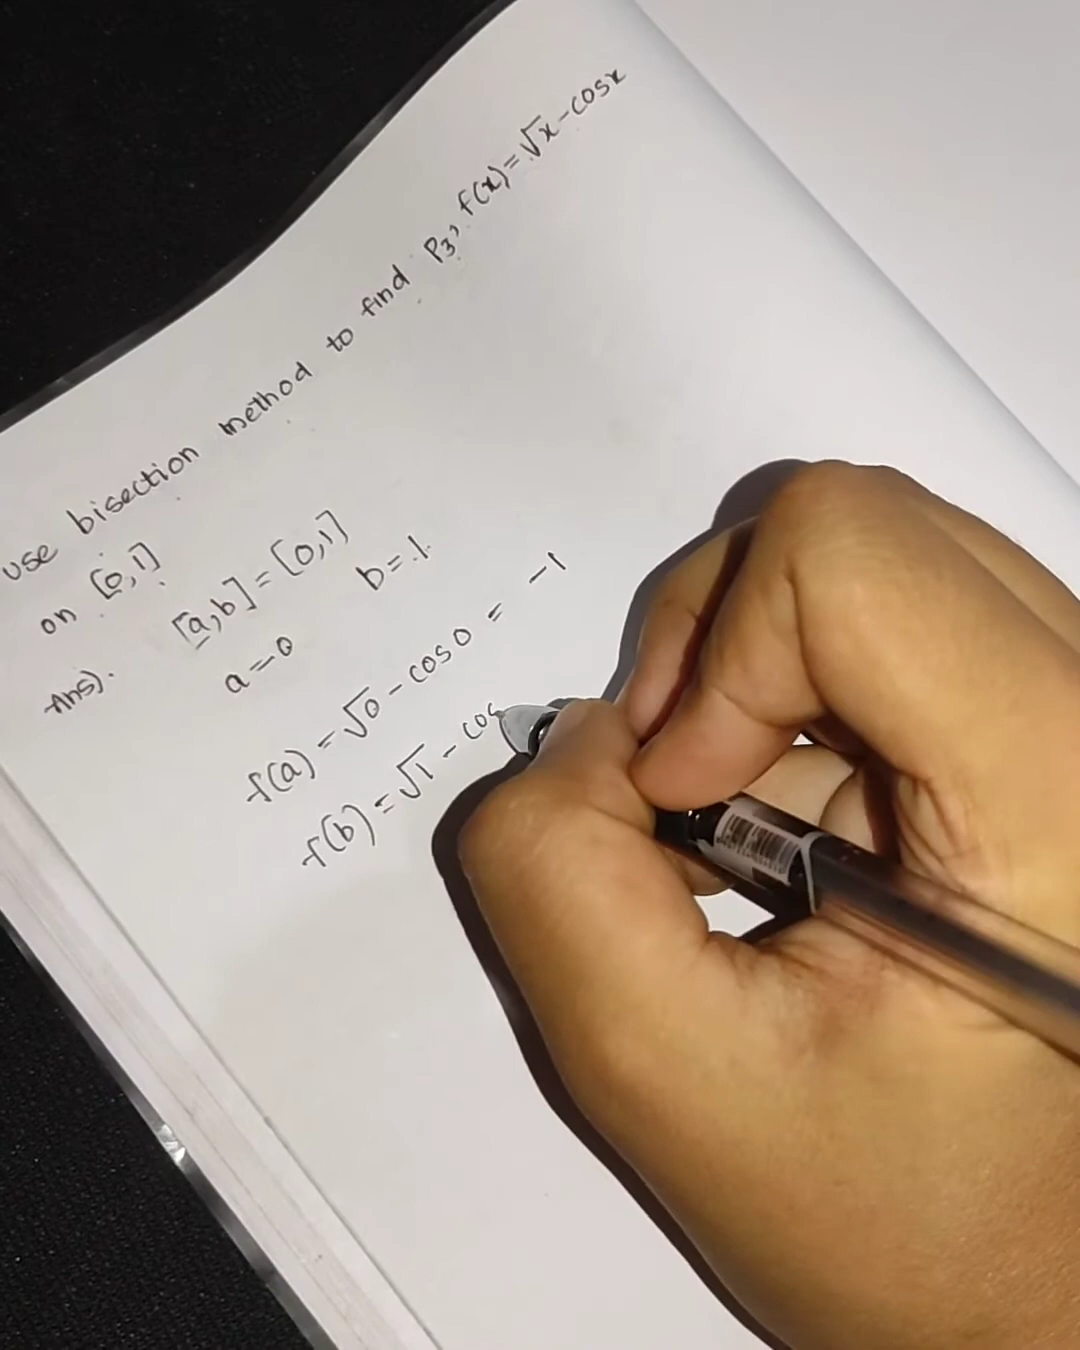 use bisection method to find P₃, f(x)=√x-cosx
on [0,1]
Ans). [a,b]=[0,1]
a=0 b=1
f(a)=√0-cos0 = -1
f(b)=√1-cos